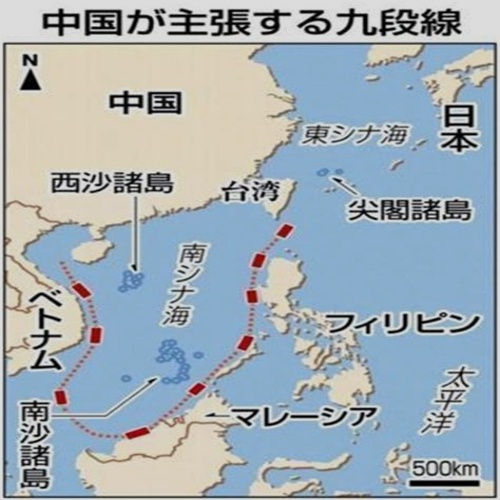 中国が主張する九段線
N
中国
日本
東シナ海
西沙諸島
台湾
尖閣諸島
南シナ海
ベトナム
フィリピン
太平洋
南沙諸島
マレーシア
500km